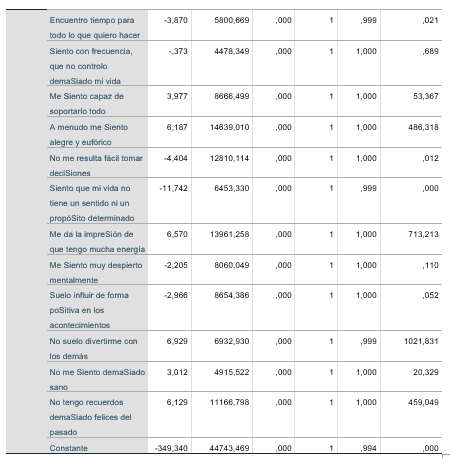 Encuentro tiempo para -3,870 5800,669 ,000 1 ,999 ,021
todo lo que quiero hacer
Siento con frecuencia, -,373 4478,349 ,000 1 1,000 ,689
que no controlo
demaSiado mi vida
Me Siento capaz de 3,977 8666,499 ,000 1 1,000 53,367
soportarlo todo
A menudo me Siento 6,187 14639,010 ,000 1 1,000 486,318
alegre y eufórico
No me resulta fácil tomar -4,404 12810,114 ,000 1 1,000 ,012
deciSiones
Siento que mi vida no -11,742 6453,330 ,000 1 ,999 ,000
tiene un sentido ni un
propóSito determinado
Me da la impreSión de 6,570 13961,258 ,000 1 1,000 713,213
que tengo mucha energía
Me Siento muy despierto -2,205 8060,049 ,000 1 1,000 ,110
mentalmente
Suelo influir de forma -2,966 8654,386 ,000 1 1,000 ,052
poSitiva en los
acontecimientos
No suelo divertirme con 6,929 6932,930 ,000 1 ,999 1021,831
los demás
No me Siento demaSiado 3,012 4915,522 ,000 1 1,000 20,329
sano
No tengo recuerdos 6,129 11166,798 ,000 1 1,000 459,049
demaSiado felices del
pasado
Constante -349,340 44743,469 ,000 1 ,994 ,000